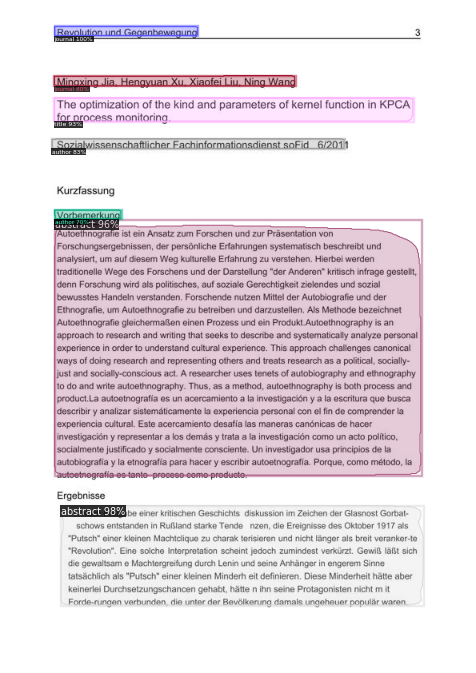 Revolution und Gegenbewegung 3
journal 100%
Mingxing Jia, Hengyuan Xu, Xiaofei Liu, Ning Wang
The optimization of the kind and parameters of kernel function in KPCA
for process monitoring.
title 93%
Sozialwissenschaftlicher Fachinformationsdienst soFid 6/2011
author 83%
Kurzfassung
Vorbemerkung
abstract 96%
Autoethnografie ist ein Ansatz zum Forschen und zur Präsentation von
Forschungsergebnissen, der persönliche Erfahrungen systematisch beschreibt und
analysiert, um auf diesem Weg kulturelle Erfahrung zu verstehen. Hierbei werden
traditionelle Wege des Forschens und der Darstellung "der Anderen" kritisch infrage gestellt,
denn Forschung wird als politisches, auf soziale Gerechtigkeit zielendes und sozial
bewusstes Handeln verstanden. Forschende nutzen Mittel der Autobiografie und der
Ethnografie, um Autoethnografie zu betreiben und darzustellen. Als Methode bezeichnet
Autoethnografie gleichermaßen einen Prozess und ein Produkt.Autoethnography is an
approach to research and writing that seeks to describe and systematically analyze personal
experience in order to understand cultural experience. This approach challenges canonical
ways of doing research and representing others and treats research as a political, socially-
just and socially-conscious act. A researcher uses tenets of autobiography and ethnography
to do and write autoethnography. Thus, as a method, autoethnography is both process and
product.La autoetnografía es un acercamiento a la investigación y a la escritura que busca
describir y analizar sistemáticamente la experiencia personal con el fin de comprender la
experiencia cultural. Este acercamiento desafía las maneras canónicas de hacer
investigación y representar a los demás y trata a la investigación como un acto político,
socialmente justificado y socialmente consciente. Un investigador usa principios de la
autobiografía y la etnografía para hacer y escribir autoetnografía. Porque, como método, la
autoetnografía es tanto proceso como producto.
Ergebnisse
abstract 98%
be einer kritischen Geschichts diskussion im Zeichen der Glasnost Gorbat-
schows entstanden in Rußland starke Tende nzen, die Ereignisse des Oktober 1917 als
"Putsch" einer kleinen Machtclique zu charak terisieren und nicht länger als breit veranker-te
"Revolution". Eine solche Interpretation scheint jedoch zumindest verkürzt. Gewiß läßt sich
die gewaltsam e Machtergreifung durch Lenin und seine Anhänger in engerem Sinne
tatsächlich als "Putsch" einer kleinen Minderh eit definieren. Diese Minderheit hätte aber
keinerlei Durchsetzungschancen gehabt, hätte n ihn seine Protagonisten nicht m it
Forde-rungen verbunden, die unter der Bevölkerung damals ungeheuer populär waren.